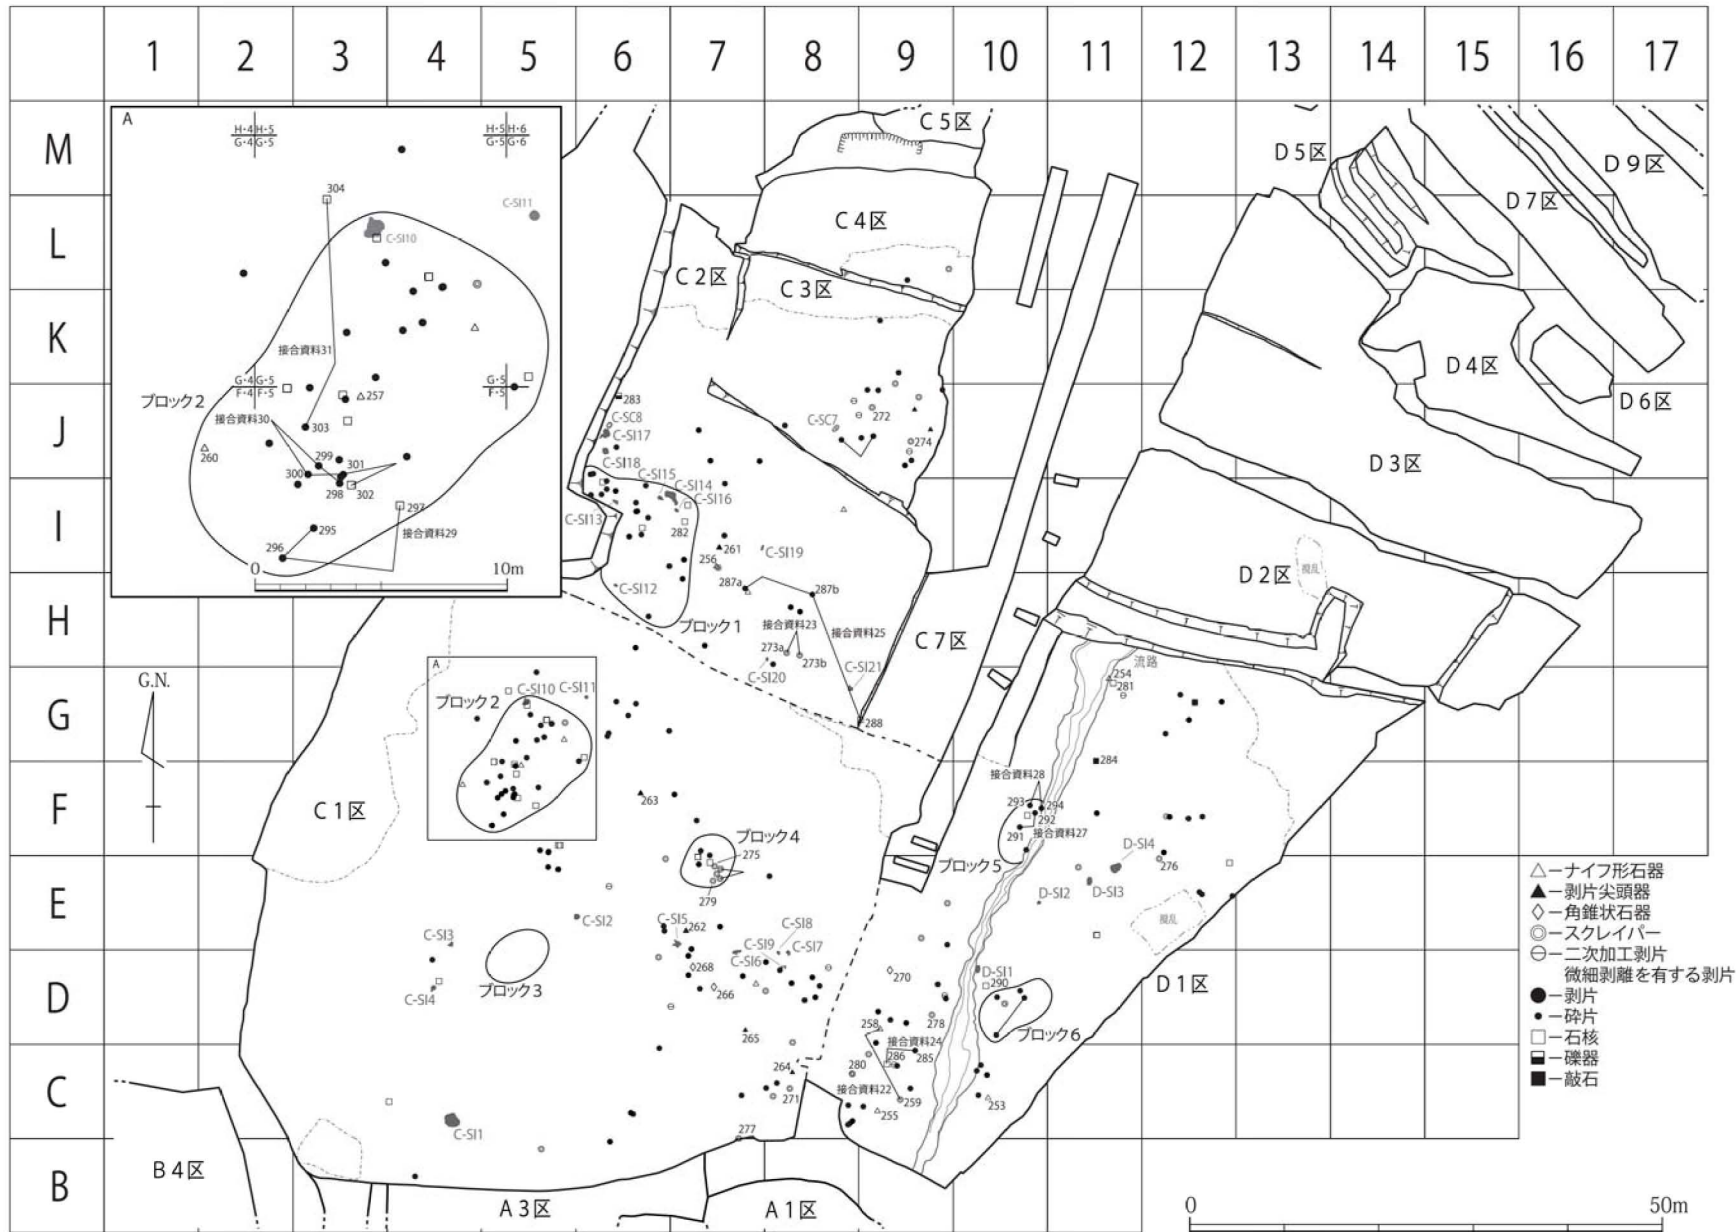 1 2 3 4 5 6 7 8 9 10 11 12 13 14 15 16 17
M
L
K
J
I
H
G
F
E
D
C
B
A
H・4 H・5
G・4 G・5
H・5 H・6
G・5 G・6
304
C-SI11
C-SI10
接合資料31
G・4 G・5
F・4 F・5
G・5
F・5
ブロック2
接合資料30
257
303
260
299
301
300
298
302
297
295
接合資料29
296
0 10m
C5区
C4区
C2区
C3区
D5区
D9区
D7区
D4区
D6区
D3区
283
C-SC8
C-SI17
C-SI18
C-SI15
C-SI14
C-SI16
C-SI13
282
C-SC7
272
274
261
256
C-SI19
C-SI12
287a
287b
ブロック1
接合資料23
接合資料25
273a
273b
C-SI20
C-SI21
288
C7区
D2区
撹乱
流路
254
281
G.N.
A
ブロック2
C-SI10
C-SI11
C1区
263
284
接合資料28
293
294
292
291
接合資料27
ブロック5
ブロック4
275
279
D-SI4
276
D-SI2
D-SI3
撹乱
C-SI2
C-SI3
C-SI5
262
C-SI8
C-SI9
C-SI7
C-SI6
268
266
270
D-SI1
290
D1区
C-SI4
ブロック3
ブロック6
265
258
278
接合資料24
286
285
280
264
271
接合資料22
259
255
253
C-SI1
277
B4区
A3区
A1区
△－ナイフ形石器
▲－剥片尖頭器
◇－角錐状石器
◎－スクレイパー
⊖－二次加工剥片
微細剥離を有する剥片
●－剥片
•－砕片
□－石核
⬓－礫器
■－敲石
0 50m